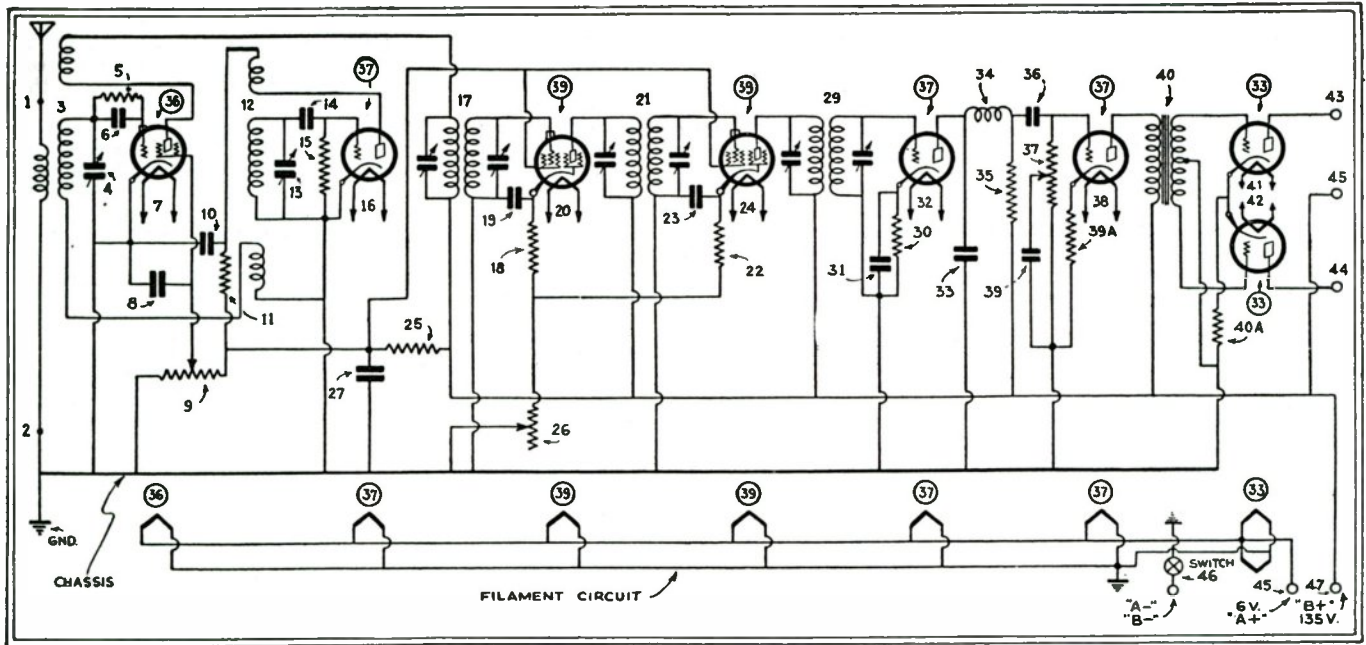 34 36 40
5 36 37 14 17 39 21 39 29 37 37 33 43
1 3 6 12 15 37
4 13 41 45
7 16 19 20 23 24 35 32 38 42
10 18 22 30 39A
8 11 31 33 39 33 44
25 40A
9 27
2 26
36 37 39 39 37 37 33
GND.
CHASSIS
FILAMENT CIRCUIT
SWITCH
46
45 47
"A-" 6 V. "B+"
"B-" "A+" 135 V.